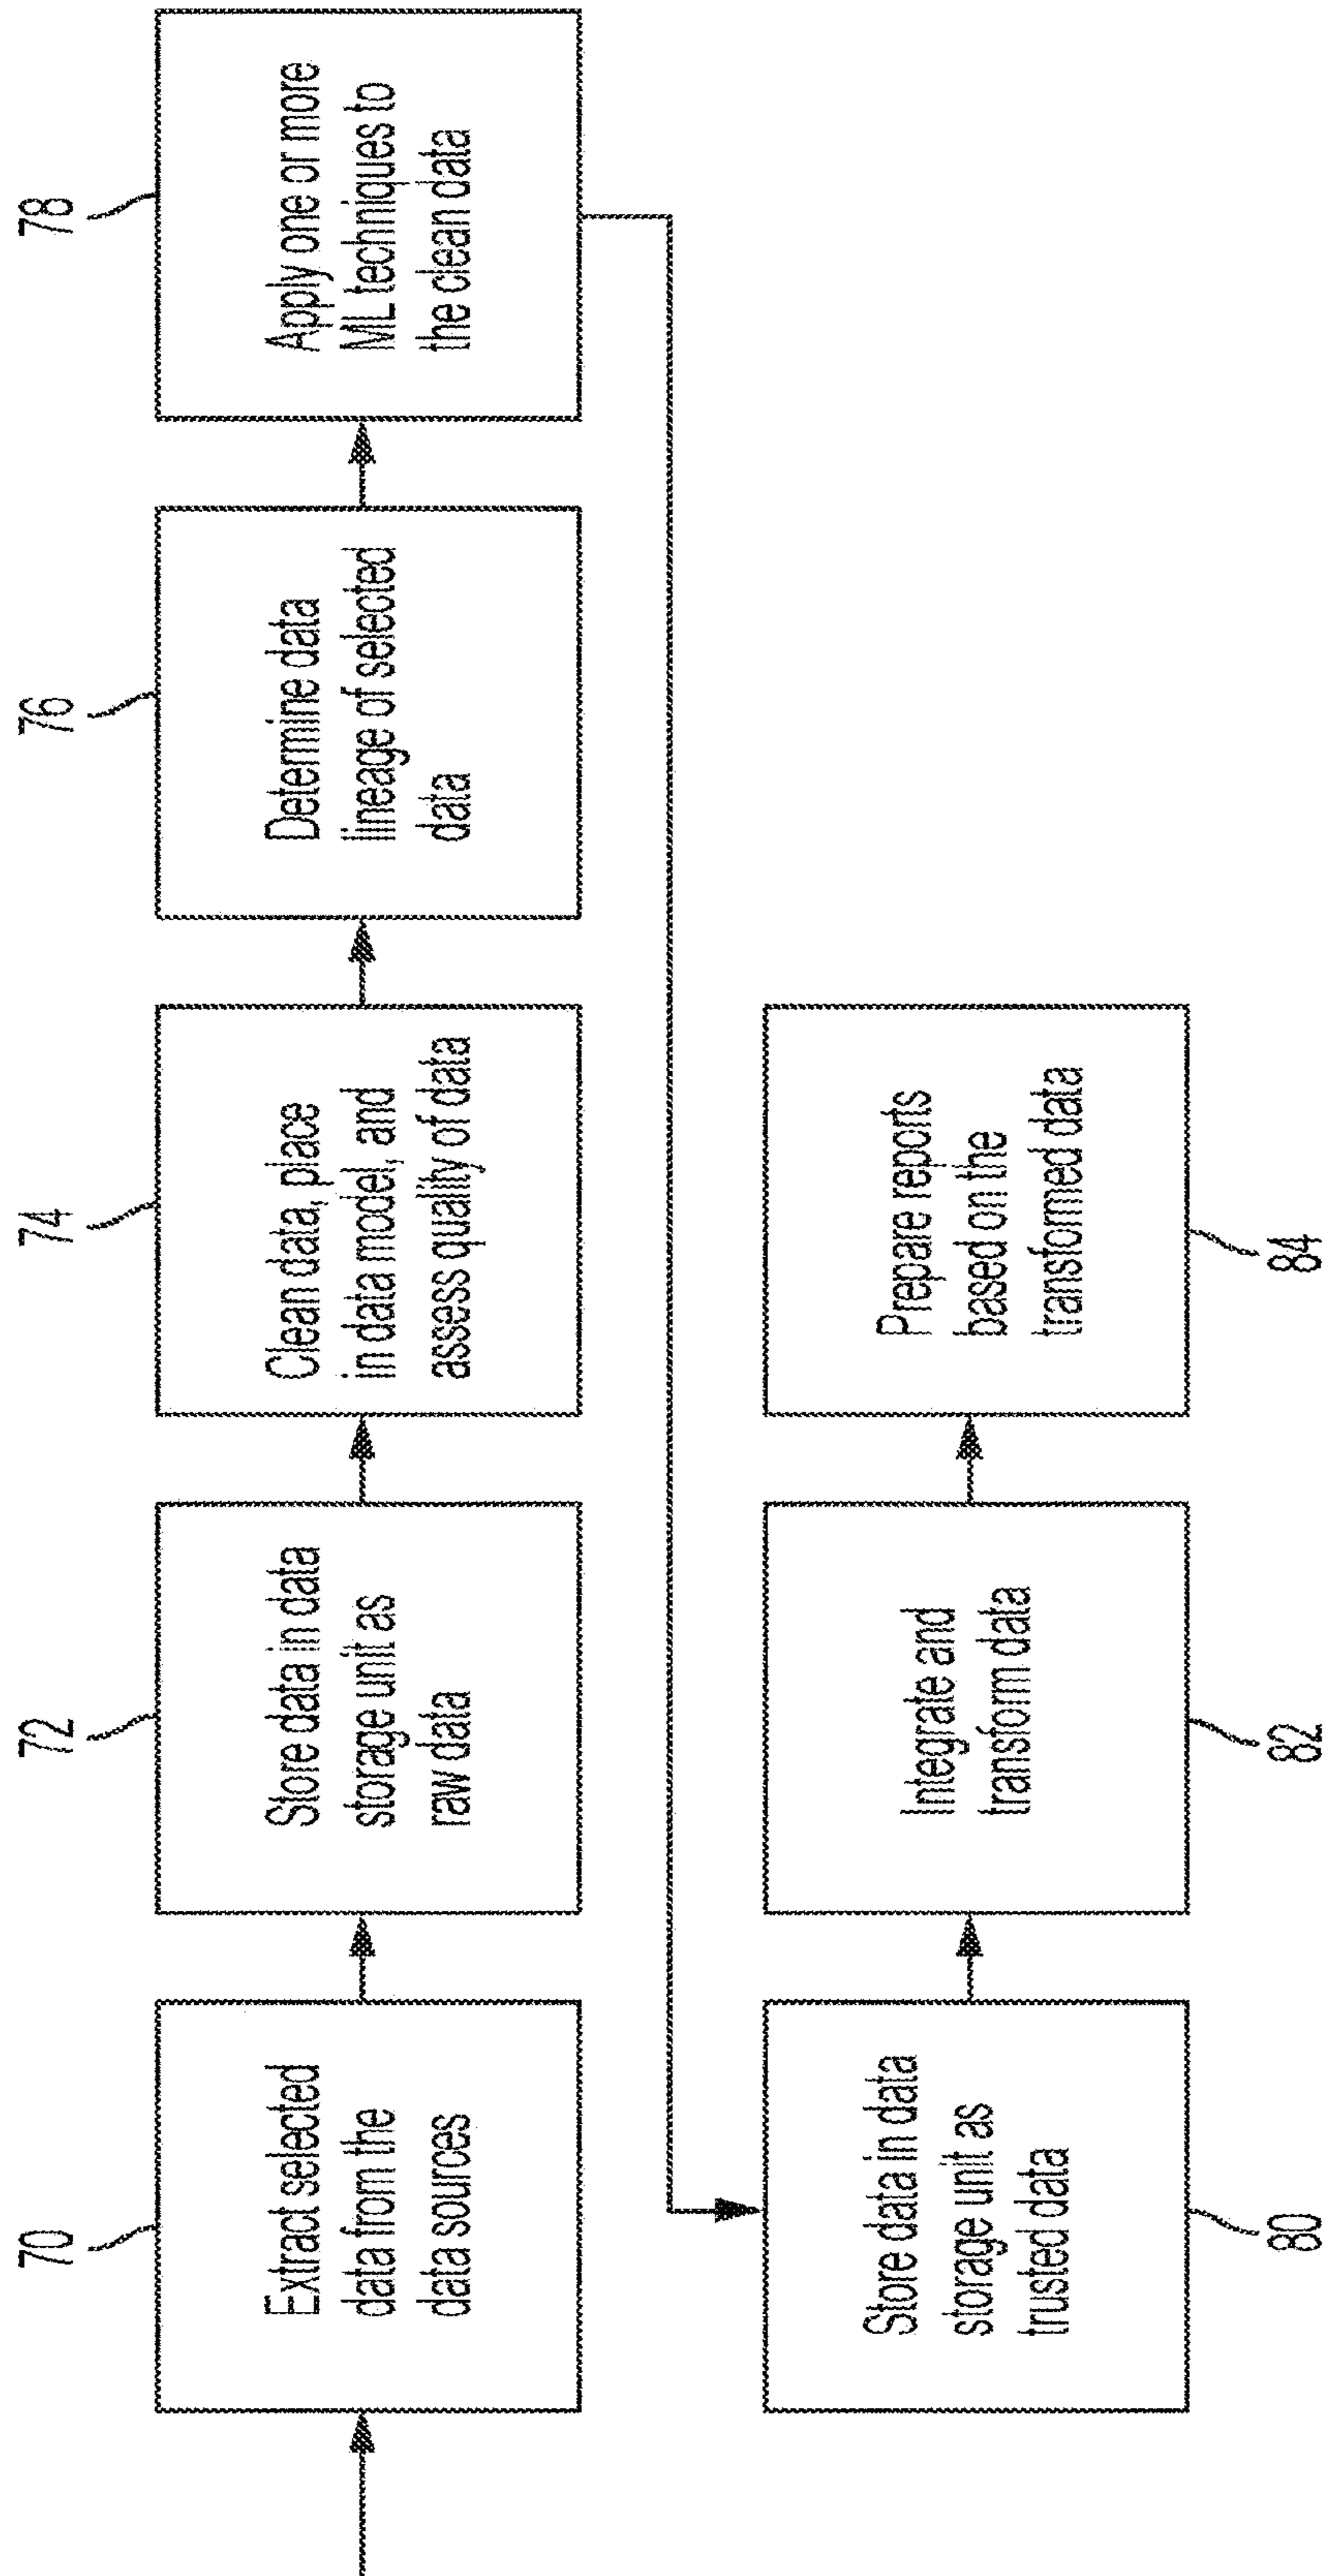 70
Extract selected
data from the
data sources
72
Store data in data
storage unit as
raw data
74
Clean data, place
in data model, and
assess quality of data
76
Determine data
lineage of selected
data
78
Apply one or more
ML techniques to
the clean data
Store data in data
storage unit as
trusted data
80
Integrate and
transform data
82
Prepare reports
based on the
transformed data
84